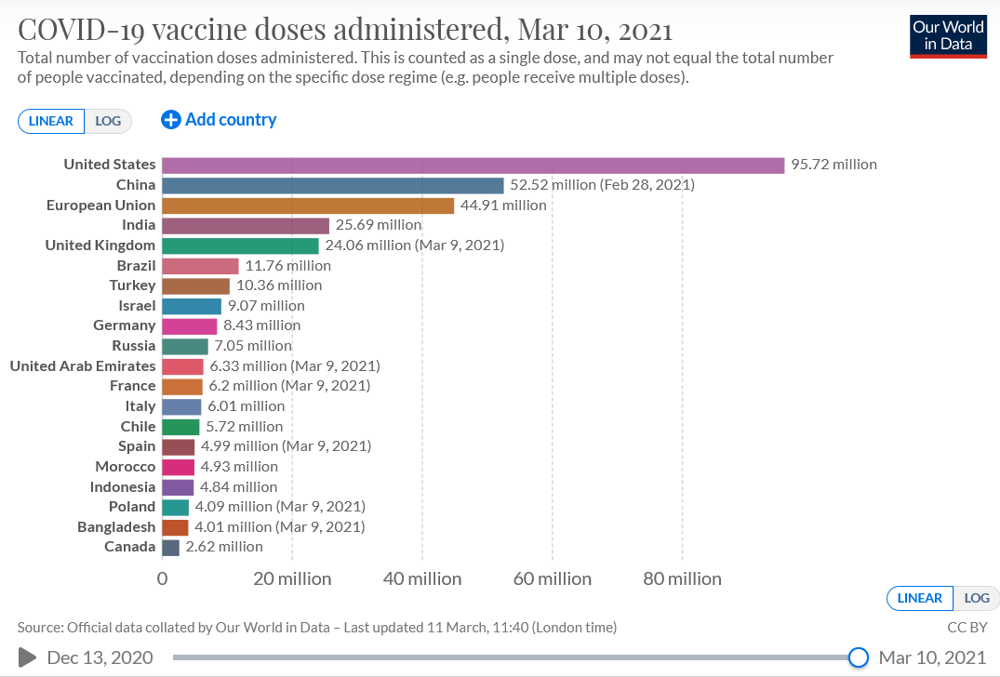 COVID-19 vaccine doses administered, Mar 10, 2021
Our World
in Data
Total number of vaccination doses administered. This is counted as a single dose, and may not equal the total number
of people vaccinated, depending on the specific dose regime (e.g. people receive multiple doses).
LINEAR LOG
Add country
United States 95.72 million
China 52.52 million (Feb 28, 2021)
European Union 44.91 million
India 25.69 million
United Kingdom 24.06 million (Mar 9, 2021)
Brazil 11.76 million
Turkey 10.36 million
Israel 9.07 million
Germany 8.43 million
Russia 7.05 million
United Arab Emirates 6.33 million (Mar 9, 2021)
France 6.2 million (Mar 9, 2021)
Italy 6.01 million
Chile 5.72 million
Spain 4.99 million (Mar 9, 2021)
Morocco 4.93 million
Indonesia 4.84 million
Poland 4.09 million (Mar 9, 2021)
Bangladesh 4.01 million (Mar 9, 2021)
Canada 2.62 million
0 20 million 40 million 60 million 80 million
LINEAR LOG
Source: Official data collated by Our World in Data – Last updated 11 March, 11:40 (London time) CC BY
Dec 13, 2020 Mar 10, 2021